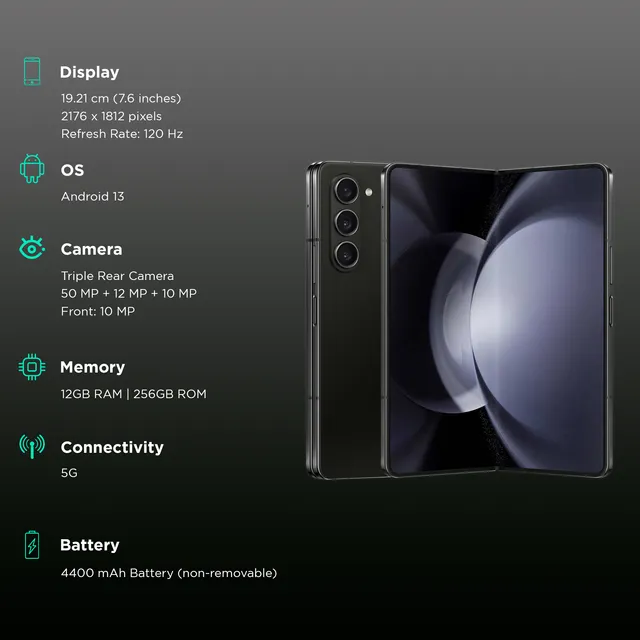 Display
19.21 cm (7.6 inches)
2176 x 1812 pixels
Refresh Rate: 120 Hz
OS
Android 13
Camera
Triple Rear Camera
50 MP + 12 MP + 10 MP
Front: 10 MP
Memory
12GB RAM | 256GB ROM
Connectivity
5G
Battery
4400 mAh Battery (non-removable)